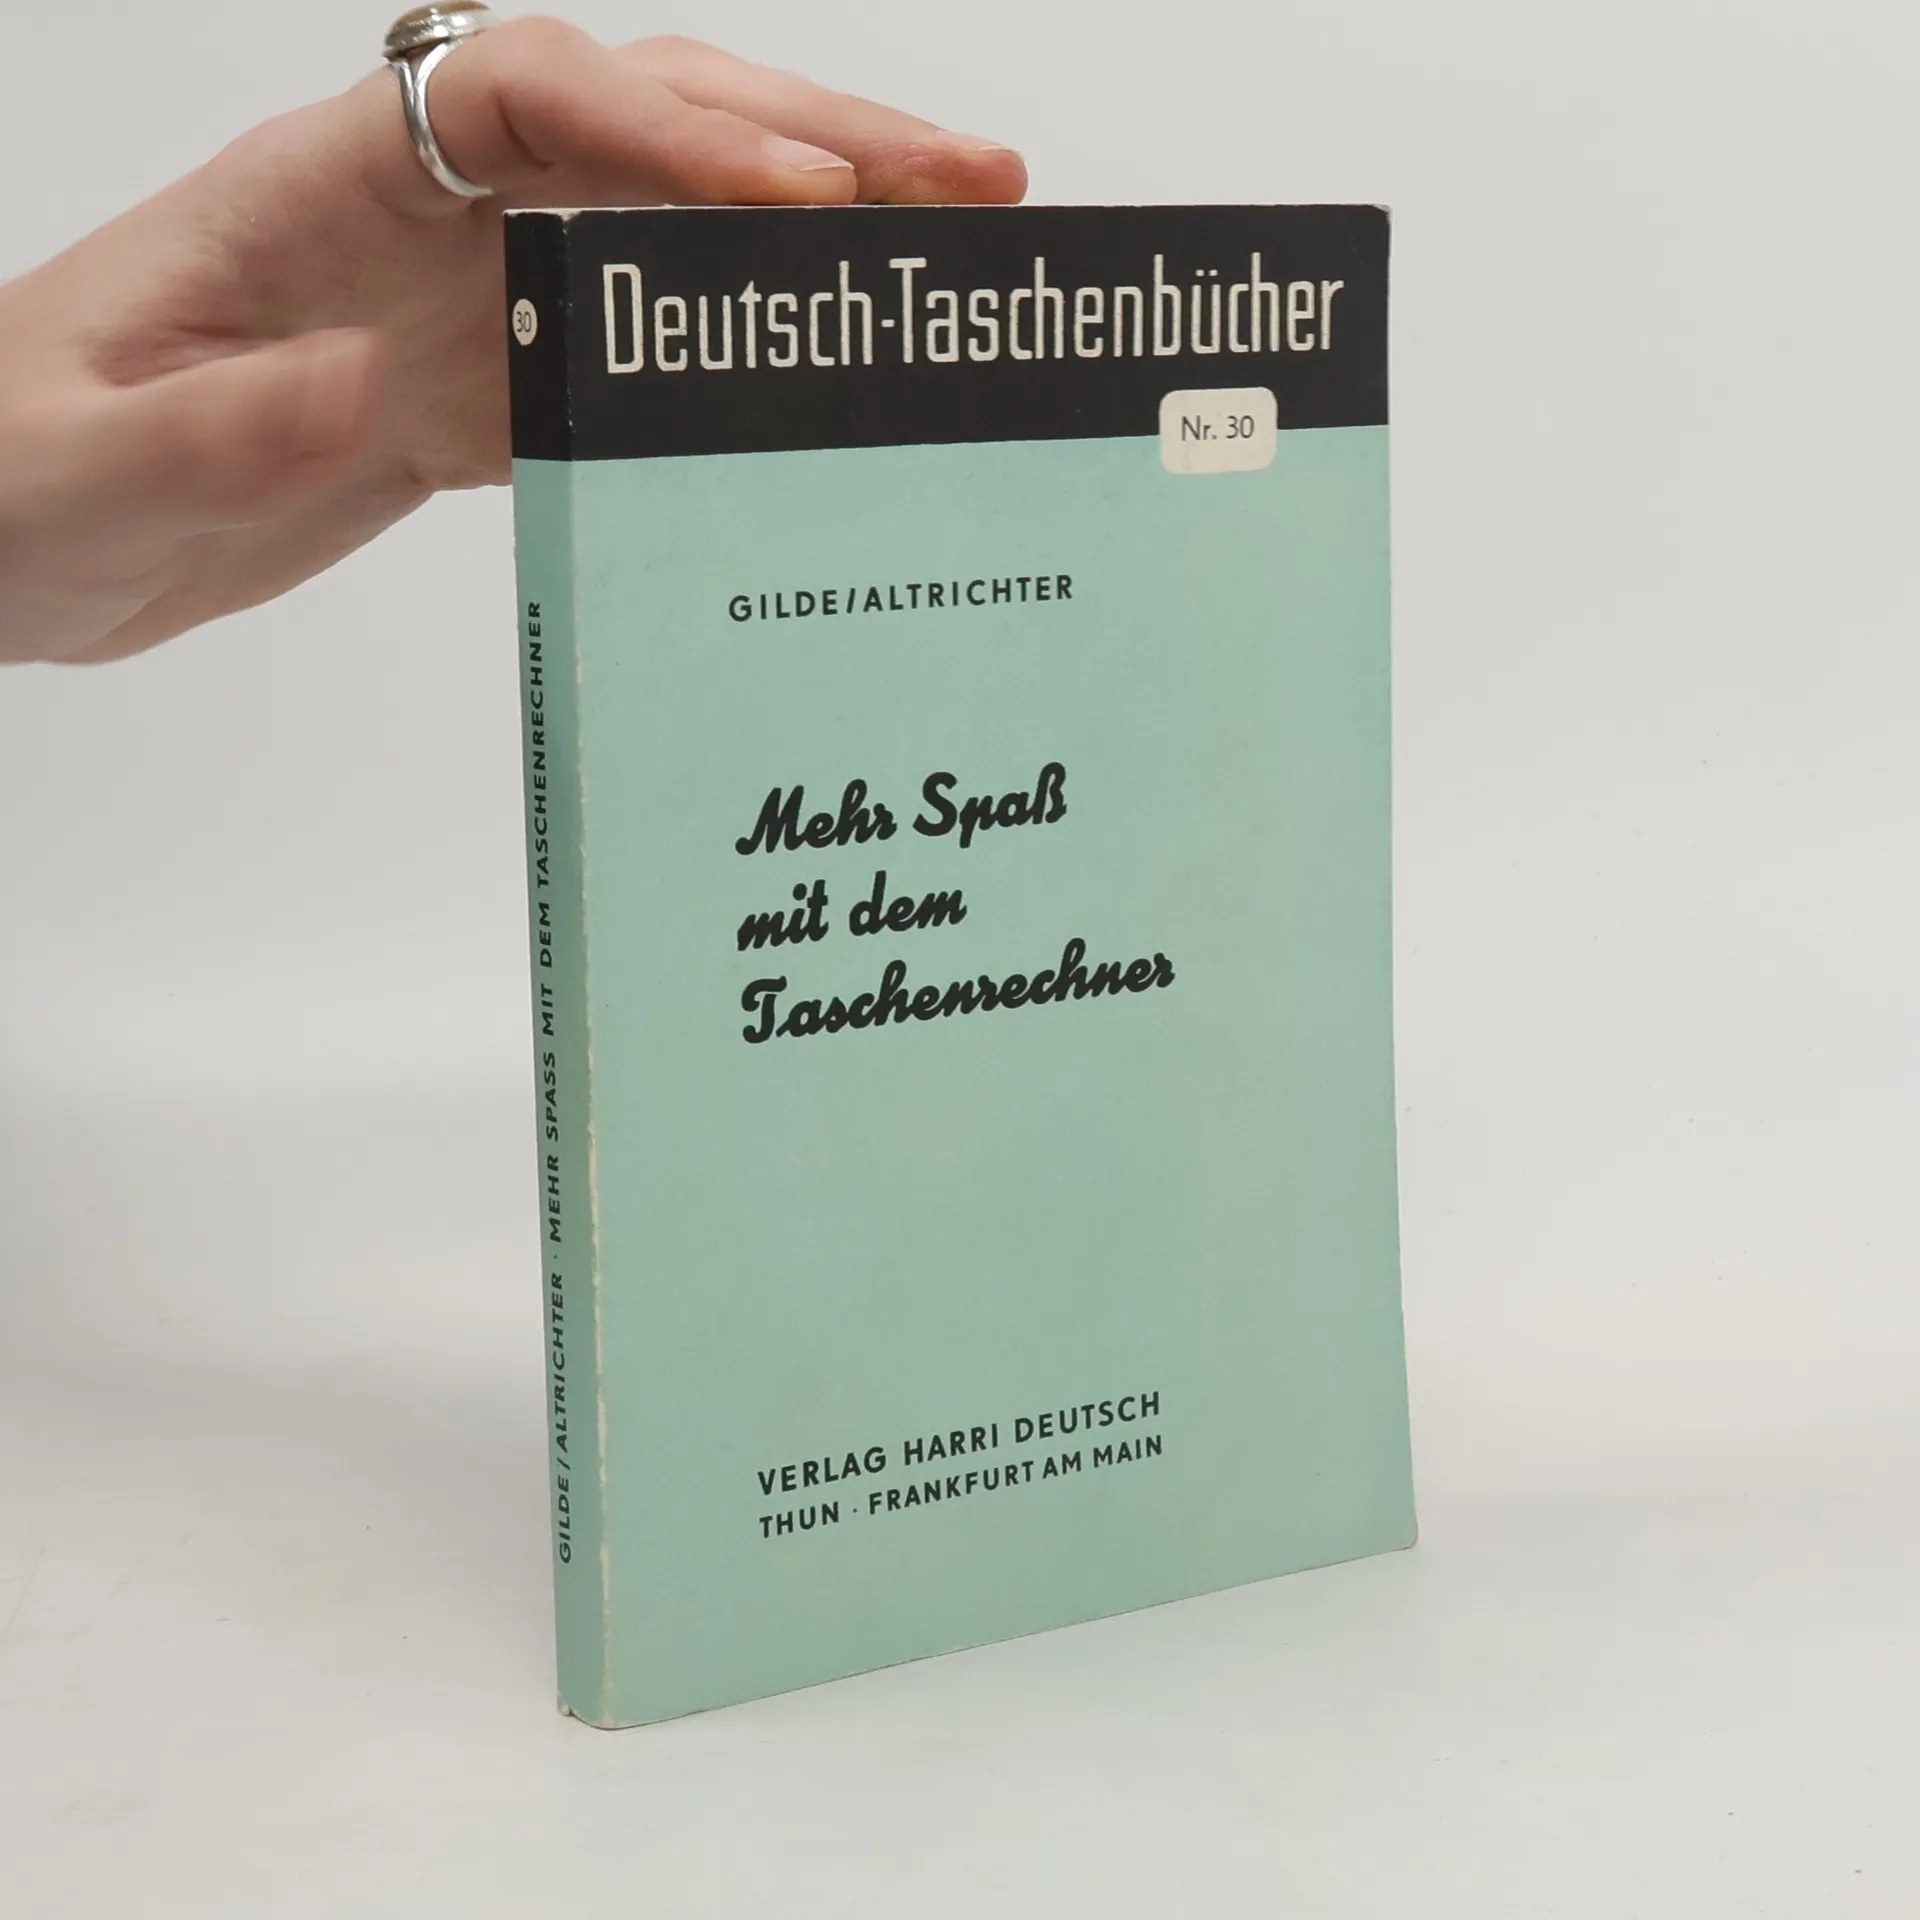 Deutsch-Taschenbücher
Nr. 30
GILDE/ALTRICHTER
Mehr Spaß
mit dem
Taschenrechner
VERLAG HARRI DEUTSCH
THUN · FRANKFURT AM MAIN
30
GILDE/ALTRICHTER · MEHR SPASS MIT DEM TASCHENRECHNER